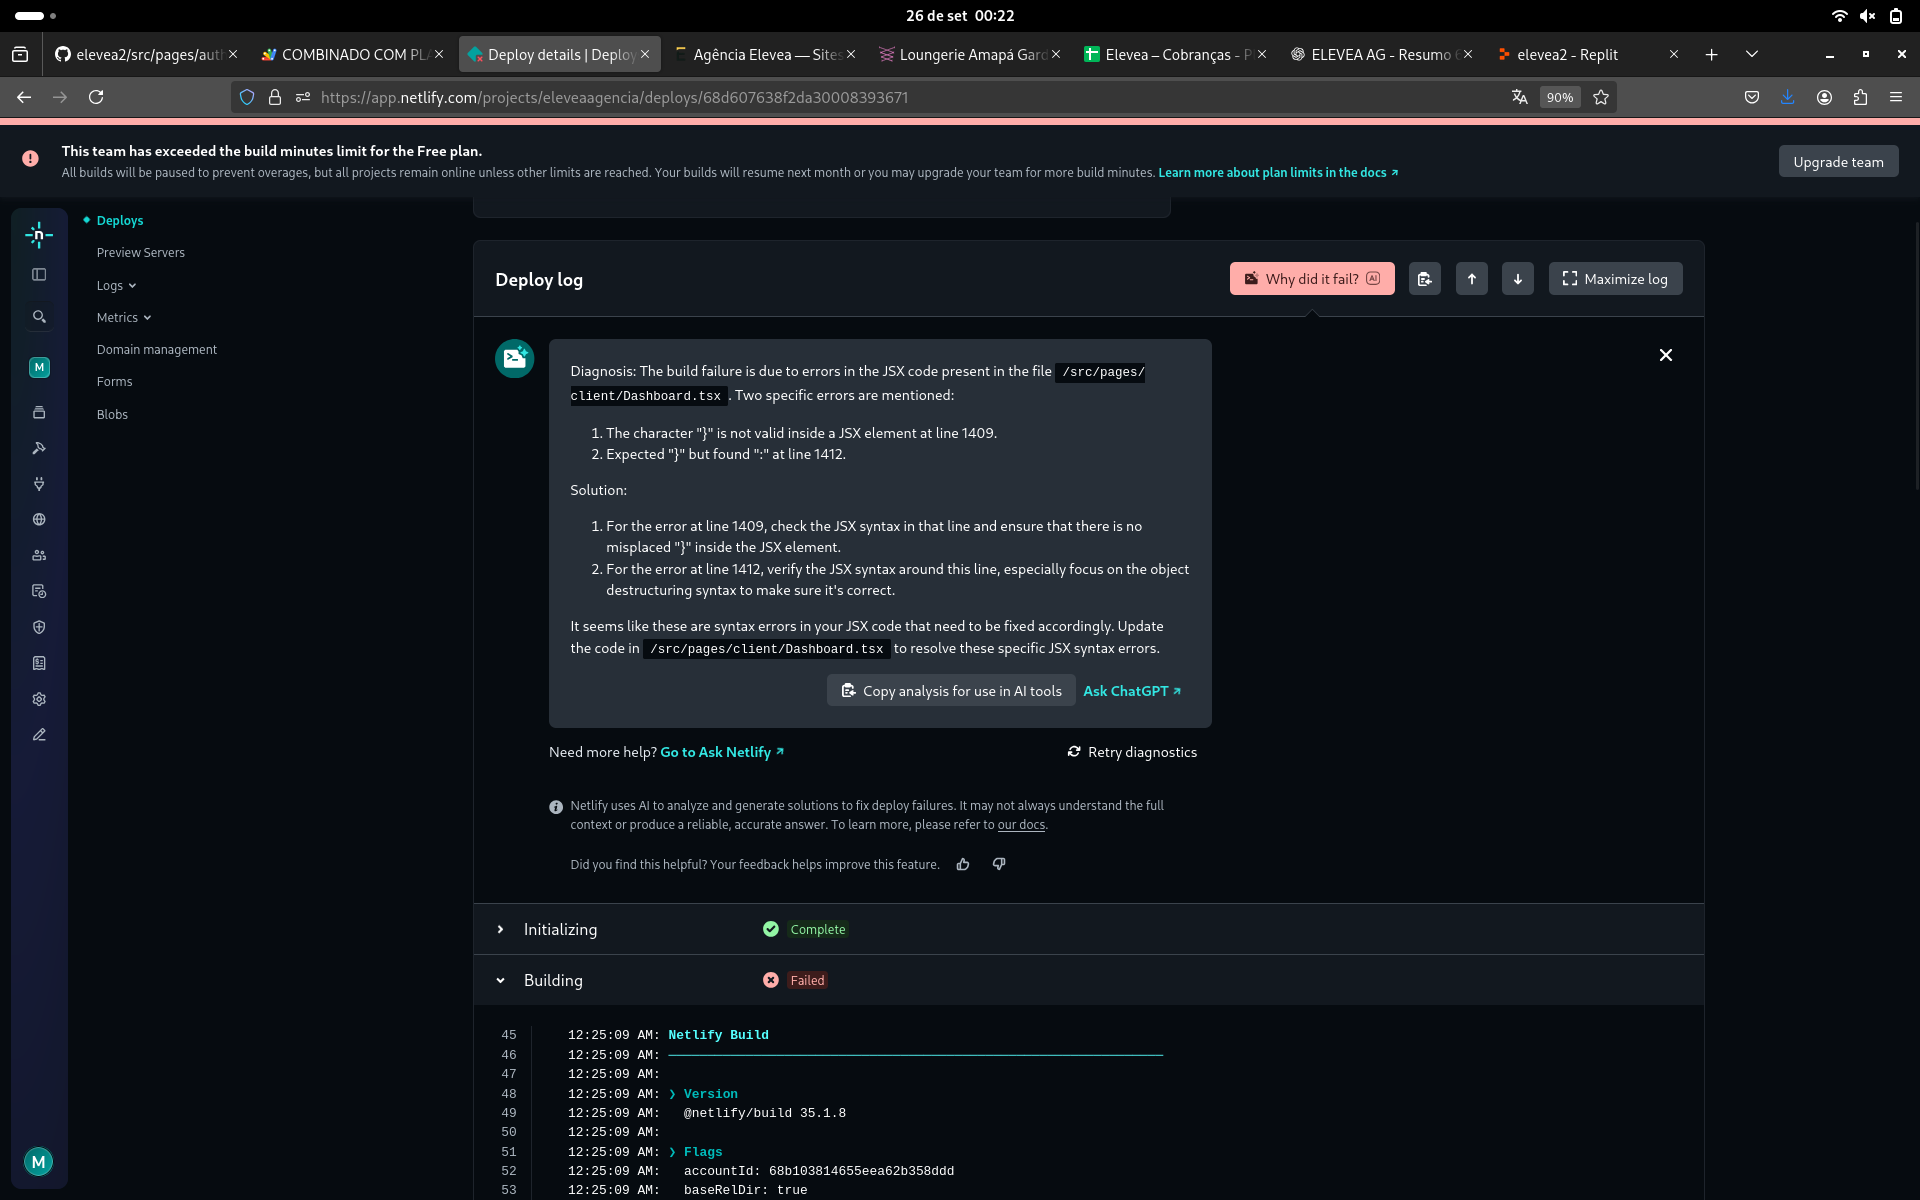 26 de set 00:22
elevea2/src/pages/aut
COMBINADO COM PL
Deploy details | Deploy
Agência Elevea — Sites
Loungerie Amapá Gard
Elevea – Cobranças - P
ELEVEA AG - Resumo
elevea2 - Replit
https://app.netlify.com/projects/eleveaagencia/deploys/68d607638f2da30008393671
90%
This team has exceeded the build minutes limit for the Free plan.
All builds will be paused to prevent overages, but all projects remain online unless other limits are reached. Your builds will resume next month or you may upgrade your team for more build minutes. Learn more about plan limits in the docs
Upgrade team
Deploys
Preview Servers
Logs
Metrics
Domain management
Forms
Blobs
M
M
Deploy log
Why did it fail? AI
Maximize log
Diagnosis: The build failure is due to errors in the JSX code present in the file /src/pages/
client/Dashboard.tsx . Two specific errors are mentioned:
1. The character "}" is not valid inside a JSX element at line 1409.
2. Expected "}" but found ":" at line 1412.
Solution:
1. For the error at line 1409, check the JSX syntax in that line and ensure that there is no
misplaced "}" inside the JSX element.
2. For the error at line 1412, verify the JSX syntax around this line, especially focus on the object
destructuring syntax to make sure it's correct.
It seems like these are syntax errors in your JSX code that need to be fixed accordingly. Update
the code in /src/pages/client/Dashboard.tsx to resolve these specific JSX syntax errors.
Copy analysis for use in AI tools
Ask ChatGPT
Need more help? Go to Ask Netlify
Retry diagnostics
Netlify uses AI to analyze and generate solutions to fix deploy failures. It may not always understand the full
context or produce a reliable, accurate answer. To learn more, please refer to our docs.
Did you find this helpful? Your feedback helps improve this feature.
Initializing
Complete
Building
Failed
45 12:25:09 AM: Netlify Build
46 12:25:09 AM: ────────────────────────────────────────────────────────────────
47 12:25:09 AM:
48 12:25:09 AM: ❯ Version
49 12:25:09 AM: @netlify/build 35.1.8
50 12:25:09 AM:
51 12:25:09 AM: ❯ Flags
52 12:25:09 AM: accountId: 68b103814655eea62b358ddd
53 12:25:09 AM: baseRelDir: true